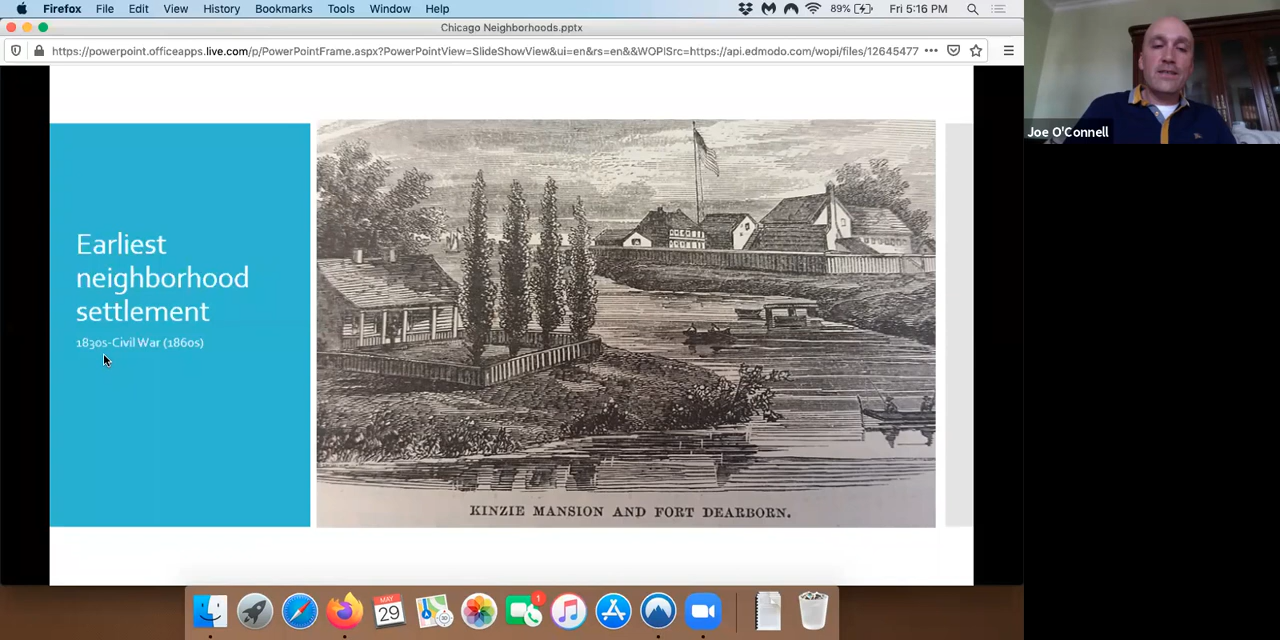 Firefox File Edit View History Bookmarks Tools Window Help 89% Fri 5:16 PM
Chicago Neighborhoods.pptx
https://powerpoint.officeapps.live.com/p/PowerPointFrame.aspx?PowerPointView=SlideShowView&ui=en&rs=en&&WOPISrc=https://api.edmodo.com/wopi/files/12645477
Joe O'Connell
Earliest
neighborhood
settlement
1830s-Civil War (1860s)
KINZIE MANSION AND FORT DEARBORN.
MAY
29
1